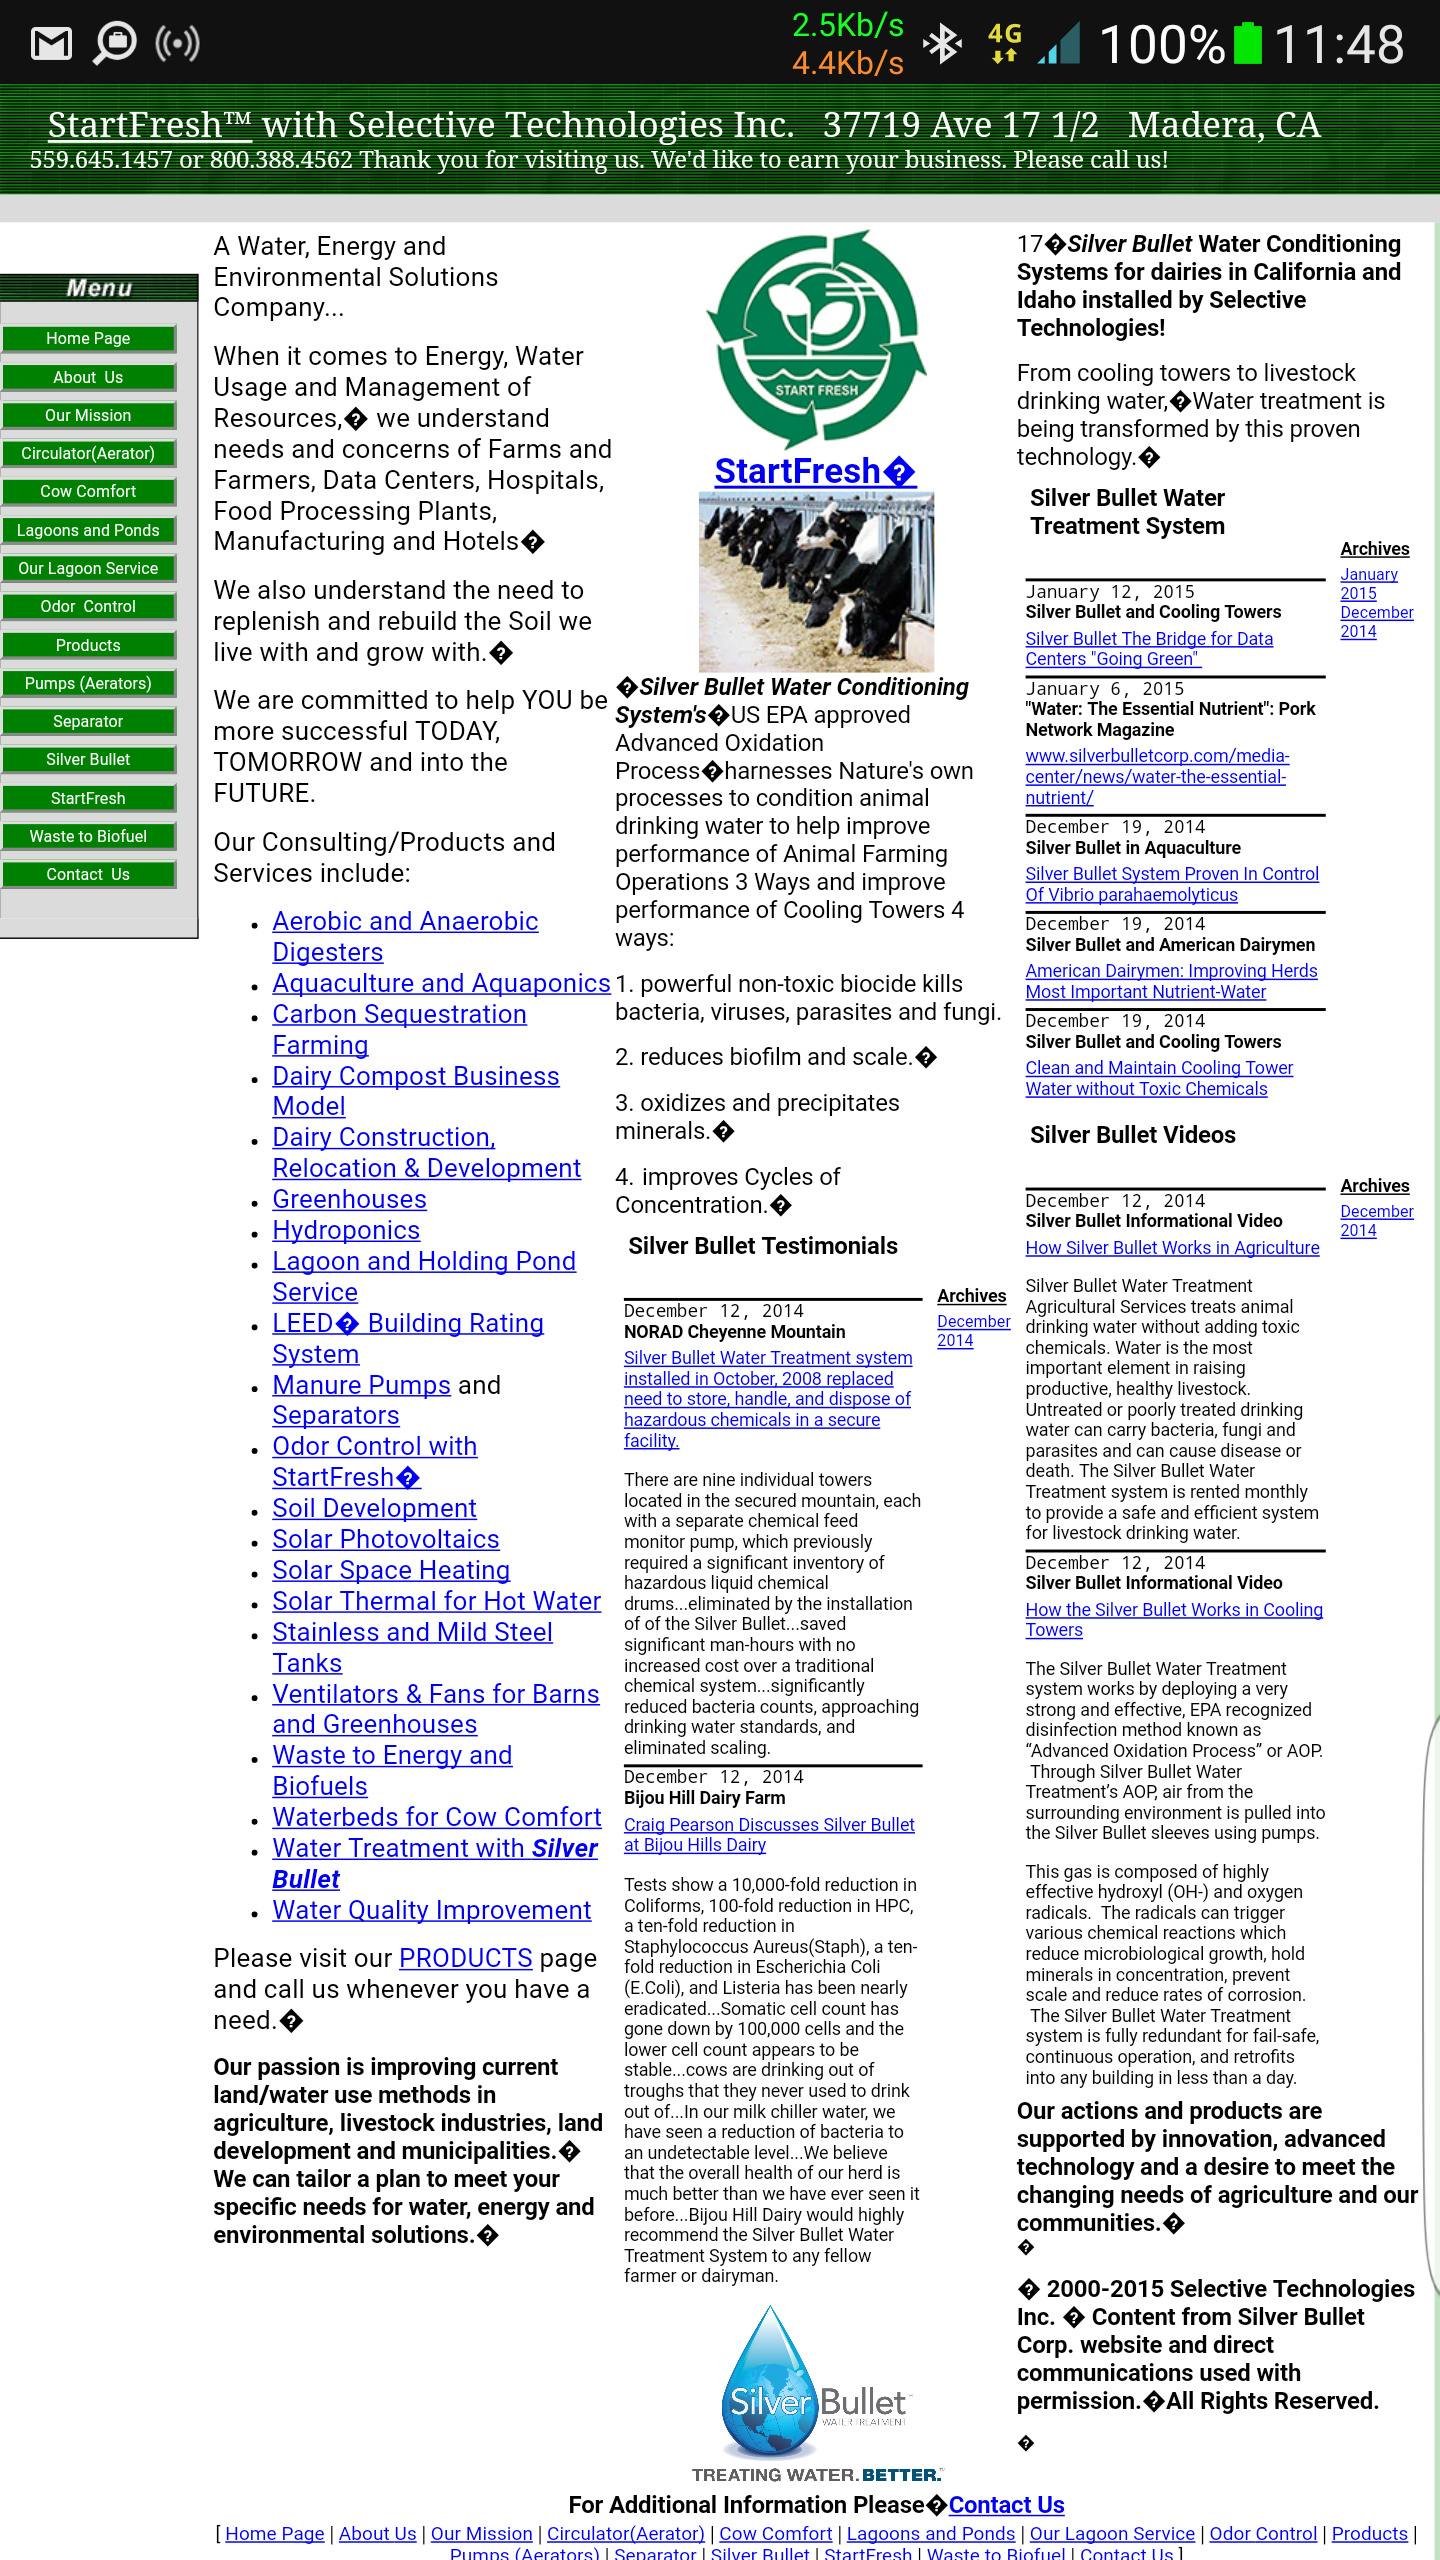 2.5Kb/s
4.4Kb/s
4G
100%
11:48
StartFresh™ with Selective Technologies Inc.   37719 Ave 17 1/2   Madera, CA
559.645.1457 or 800.388.4562 Thank you for visiting us. We'd like to earn your business. Please call us!
Menu
Home Page
About  Us
Our Mission
Circulator(Aerator)
Cow Comfort
Lagoons and Ponds
Our Lagoon Service
Odor  Control
Products
Pumps (Aerators)
Separator
Silver Bullet
StartFresh
Waste to Biofuel
Contact  Us
A Water, Energy and
Environmental Solutions
Company...
When it comes to Energy, Water
Usage and Management of
Resources,� we understand
needs and concerns of Farms and
Farmers, Data Centers, Hospitals,
Food Processing Plants,
Manufacturing and Hotels�
We also understand the need to
replenish and rebuild the Soil we
live with and grow with.�
We are committed to help YOU be
more successful TODAY,
TOMORROW and into the
FUTURE.
Our Consulting/Products and
Services include:
• Aerobic and Anaerobic
Digesters
• Aquaculture and Aquaponics
• Carbon Sequestration
Farming
• Dairy Compost Business
Model
• Dairy Construction,
Relocation & Development
• Greenhouses
• Hydroponics
• Lagoon and Holding Pond
Service
• LEED� Building Rating
System
• Manure Pumps and
Separators
• Odor Control with
StartFresh�
• Soil Development
• Solar Photovoltaics
• Solar Space Heating
• Solar Thermal for Hot Water
• Stainless and Mild Steel
Tanks
• Ventilators & Fans for Barns
and Greenhouses
• Waste to Energy and
Biofuels
• Waterbeds for Cow Comfort
• Water Treatment with Silver
Bullet
• Water Quality Improvement
Please visit our PRODUCTS page
and call us whenever you have a
need.�
Our passion is improving current
land/water use methods in
agriculture, livestock industries, land
development and municipalities.�
We can tailor a plan to meet your
specific needs for water, energy and
environmental solutions.�
START FRESH
StartFresh�
�Silver Bullet Water Conditioning
System's�US EPA approved
Advanced Oxidation
Process�harnesses Nature's own
processes to condition animal
drinking water to help improve
performance of Animal Farming
Operations 3 Ways and improve
performance of Cooling Towers 4
ways:
1. powerful non-toxic biocide kills
bacteria, viruses, parasites and fungi.
2. reduces biofilm and scale.�
3. oxidizes and precipitates
minerals.�
4. improves Cycles of
Concentration.�
Silver Bullet Testimonials
December 12, 2014
NORAD Cheyenne Mountain
Silver Bullet Water Treatment system
installed in October, 2008 replaced
need to store, handle, and dispose of
hazardous chemicals in a secure
facility.
There are nine individual towers
located in the secured mountain, each
with a separate chemical feed
monitor pump, which previously
required a significant inventory of
hazardous liquid chemical
drums...eliminated by the installation
of of the Silver Bullet...saved
significant man-hours with no
increased cost over a traditional
chemical system...significantly
reduced bacteria counts, approaching
drinking water standards, and
eliminated scaling.
December 12, 2014
Bijou Hill Dairy Farm
Craig Pearson Discusses Silver Bullet
at Bijou Hills Dairy
Tests show a 10,000-fold reduction in
Coliforms, 100-fold reduction in HPC,
a ten-fold reduction in
Staphylococcus Aureus(Staph), a ten-
fold reduction in Escherichia Coli
(E.Coli), and Listeria has been nearly
eradicated...Somatic cell count has
gone down by 100,000 cells and the
lower cell count appears to be
stable...cows are drinking out of
troughs that they never used to drink
out of...In our milk chiller water, we
have seen a reduction of bacteria to
an undetectable level...We believe
that the overall health of our herd is
much better than we have ever seen it
before...Bijou Hill Dairy would highly
recommend the Silver Bullet Water
Treatment System to any fellow
farmer or dairyman.
Archives
December
2014
SilverBullet
WATER TREATMENT
TREATING WATER. BETTER.™
17�Silver Bullet Water Conditioning
Systems for dairies in California and
Idaho installed by Selective
Technologies!
From cooling towers to livestock
drinking water,�Water treatment is
being transformed by this proven
technology.�
Silver Bullet Water
Treatment System
January 12, 2015
Silver Bullet and Cooling Towers
Silver Bullet The Bridge for Data
Centers "Going Green"
January 6, 2015
"Water: The Essential Nutrient": Pork
Network Magazine
www.silverbulletcorp.com/media-
center/news/water-the-essential-
nutrient/
December 19, 2014
Silver Bullet in Aquaculture
Silver Bullet System Proven In Control
Of Vibrio parahaemolyticus
December 19, 2014
Silver Bullet and American Dairymen
American Dairymen: Improving Herds
Most Important Nutrient-Water
December 19, 2014
Silver Bullet and Cooling Towers
Clean and Maintain Cooling Tower
Water without Toxic Chemicals
Archives
January
2015
December
2014
Silver Bullet Videos
December 12, 2014
Silver Bullet Informational Video
How Silver Bullet Works in Agriculture
Silver Bullet Water Treatment
Agricultural Services treats animal
drinking water without adding toxic
chemicals. Water is the most
important element in raising
productive, healthy livestock.
Untreated or poorly treated drinking
water can carry bacteria, fungi and
parasites and can cause disease or
death. The Silver Bullet Water
Treatment system is rented monthly
to provide a safe and efficient system
for livestock drinking water.
December 12, 2014
Silver Bullet Informational Video
How the Silver Bullet Works in Cooling
Towers
The Silver Bullet Water Treatment
system works by deploying a very
strong and effective, EPA recognized
disinfection method known as
“Advanced Oxidation Process” or AOP.
Through Silver Bullet Water
Treatment’s AOP, air from the
surrounding environment is pulled into
the Silver Bullet sleeves using pumps.
This gas is composed of highly
effective hydroxyl (OH-) and oxygen
radicals.  The radicals can trigger
various chemical reactions which
reduce microbiological growth, hold
minerals in concentration, prevent
scale and reduce rates of corrosion.
The Silver Bullet Water Treatment
system is fully redundant for fail-safe,
continuous operation, and retrofits
into any building in less than a day.
Archives
December
2014
Our actions and products are
supported by innovation, advanced
technology and a desire to meet the
changing needs of agriculture and our
communities.�
�
� 2000-2015 Selective Technologies
Inc. � Content from Silver Bullet
Corp. website and direct
communications used with
permission.�All Rights Reserved.
�
For Additional Information Please�Contact Us
[ Home Page | About Us | Our Mission | Circulator(Aerator) | Cow Comfort | Lagoons and Ponds | Our Lagoon Service | Odor Control | Products |
Pumps (Aerators) | Separator | Silver Bullet | StartFresh | Waste to Biofuel | Contact Us ]